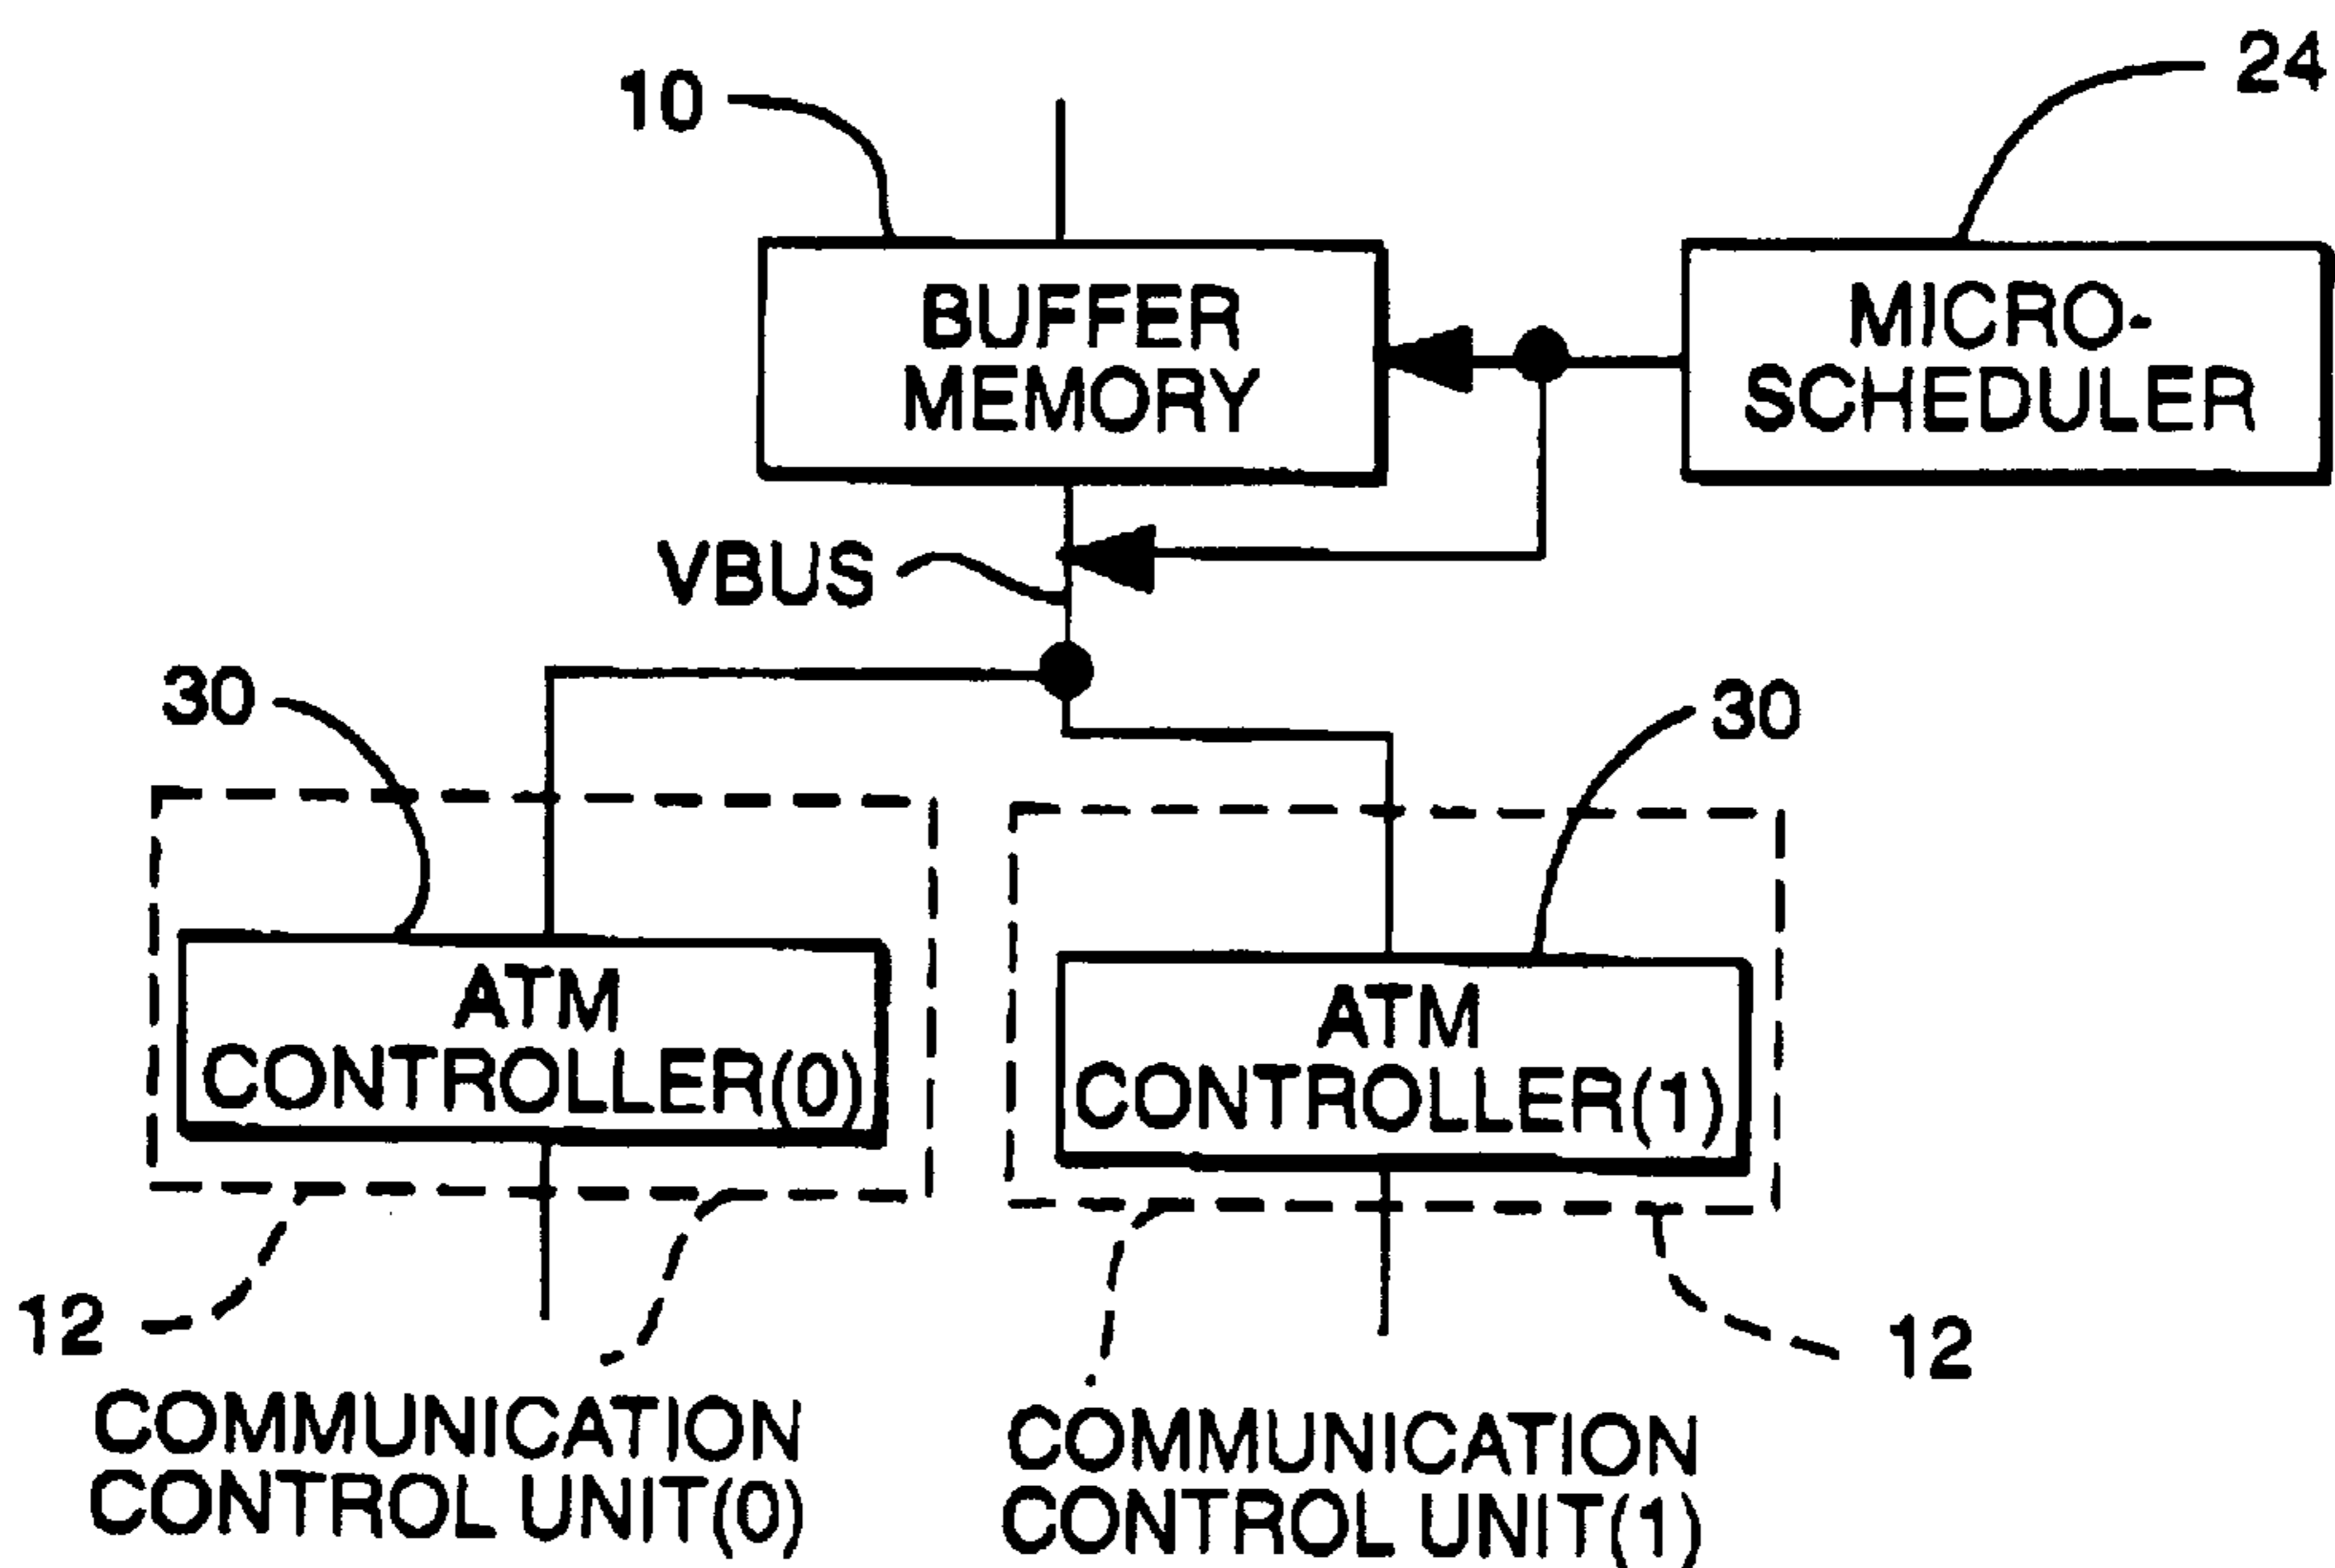 10
24
BUFFER
MEMORY
MICRO-
SCHEDULER
VBUS
30
30
ATM
CONTROLLER(0)
ATM
CONTROLLER(1)
12
12
COMMUNICATION
CONTROL UNIT(0)
COMMUNICATION
CONTROL UNIT(1)